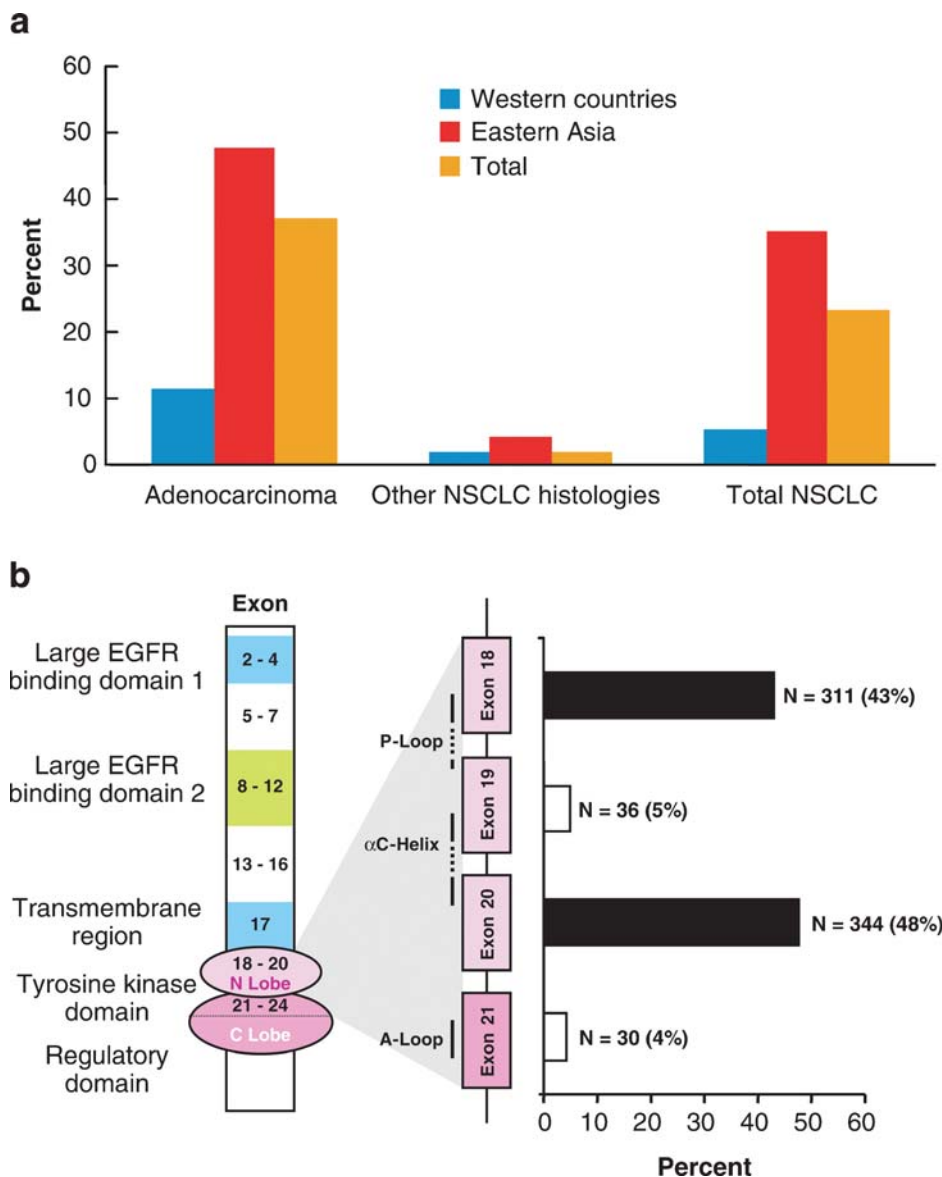 a
60
50
40
30
20
10
0
Percent
Western countries
Eastern Asia
Total
Adenocarcinoma
Other NSCLC histologies
Total NSCLC
b
Exon
Large EGFR
binding domain 1
2 - 4
5 - 7
Large EGFR
binding domain 2
8 - 12
13 - 16
Transmembrane
region
17
18 - 20
N Lobe
Tyrosine kinase
domain
21 - 24
C Lobe
Regulatory
domain
P-Loop
αC-Helix
A-Loop
Exon 18
Exon 19
Exon 20
Exon 21
N = 311 (43%)
N = 36 (5%)
N = 344 (48%)
N = 30 (4%)
0 10 20 30 40 50 60
Percent